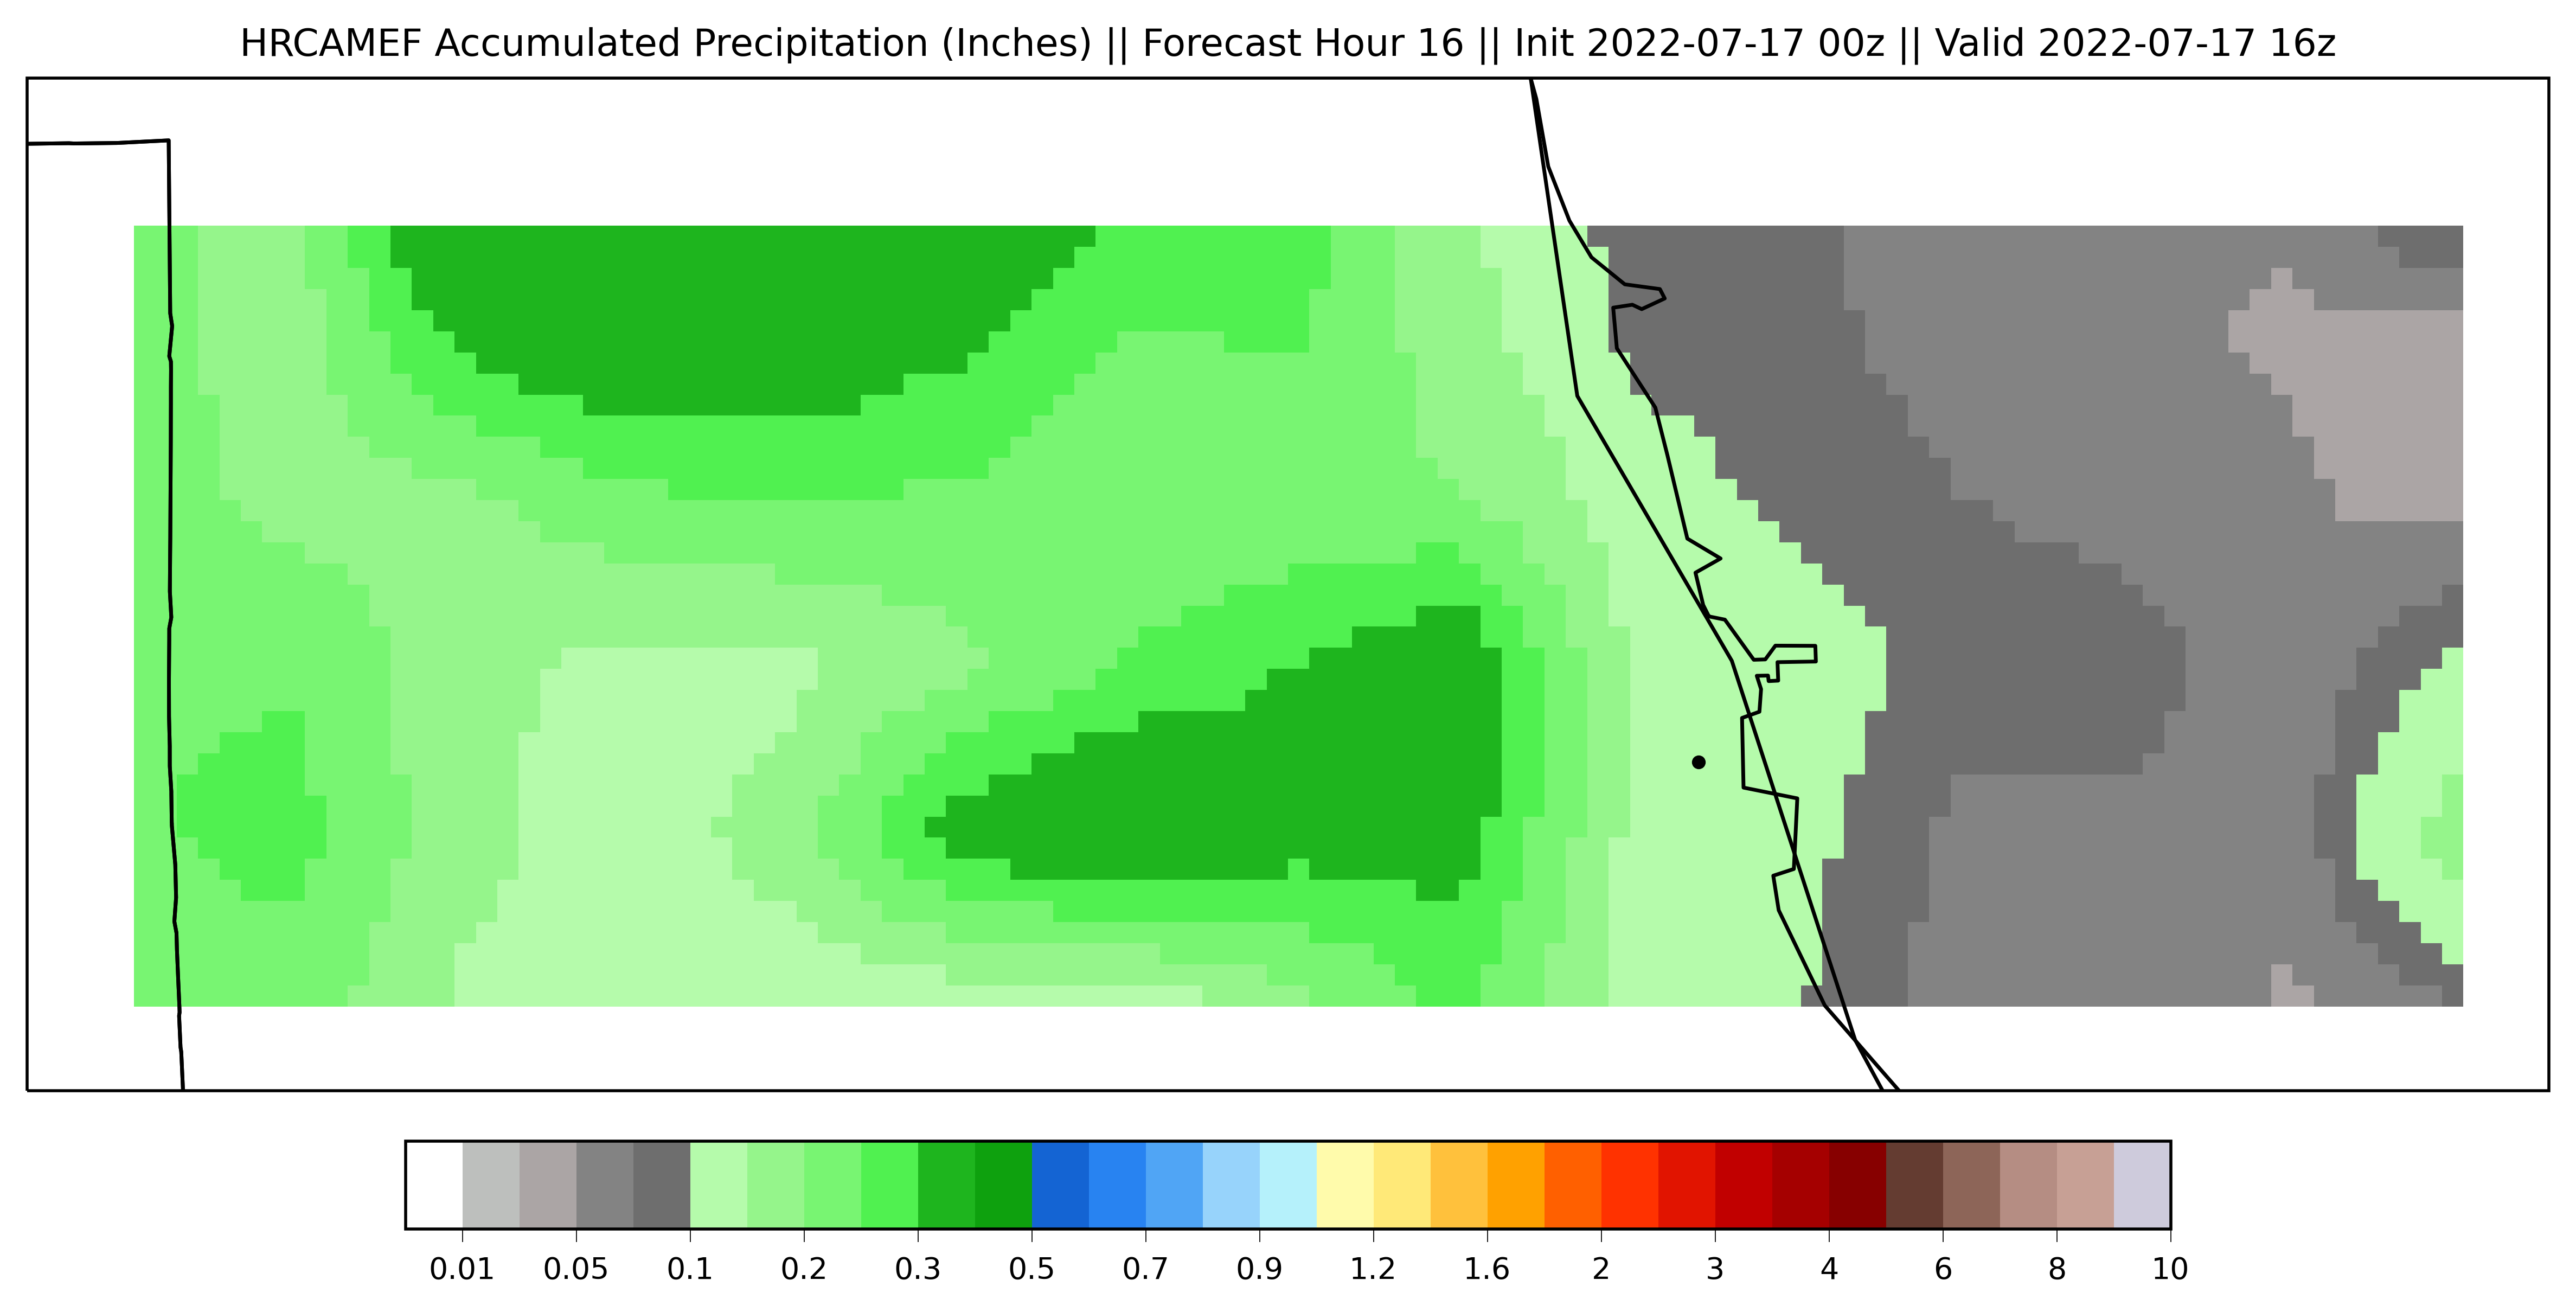 HRCAMEF Accumulated Precipitation (Inches) || Forecast Hour 16 || Init 2022-07-17 00z || Valid 2022-07-17 16z
0.01 0.05 0.1 0.2 0.3 0.5 0.7 0.9 1.2 1.6 2 3 4 6 8 10